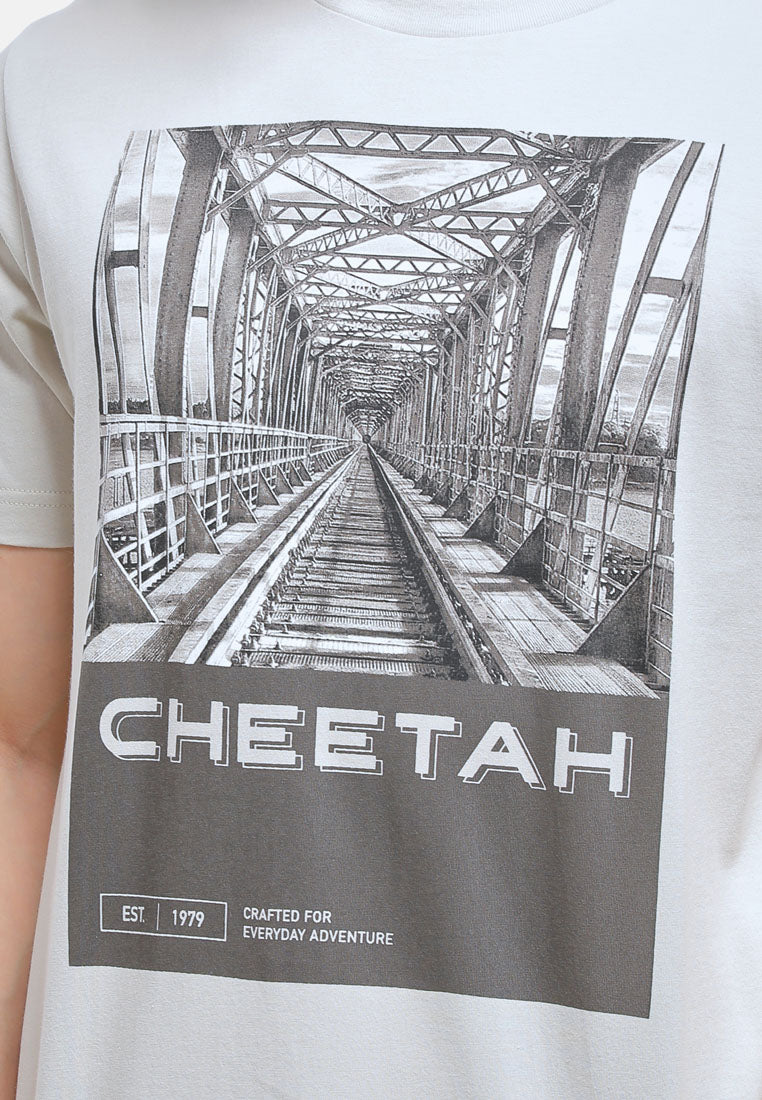 CHEETAH
EST. 1979
CRAFTED FOR
EVERYDAY ADVENTURE